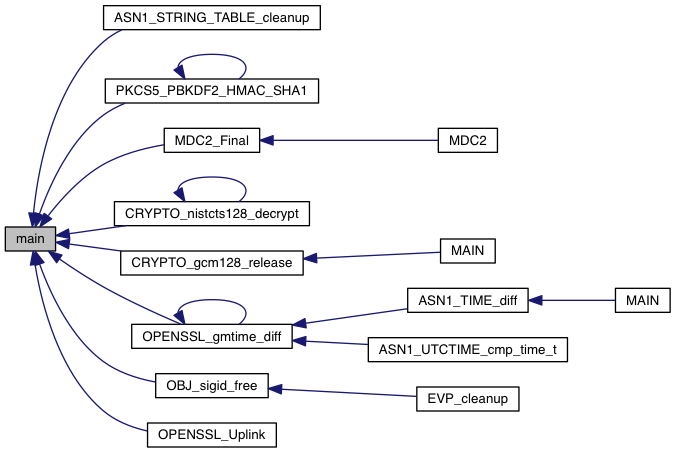 ASN1_STRING_TABLE_cleanup
PKCS5_PBKDF2_HMAC_SHA1
MDC2_Final
MDC2
CRYPTO_nistcts128_decrypt
main
CRYPTO_gcm128_release
MAIN
ASN1_TIME_diff
MAIN
OPENSSL_gmtime_diff
ASN1_UTCTIME_cmp_time_t
OBJ_sigid_free
EVP_cleanup
OPENSSL_Uplink